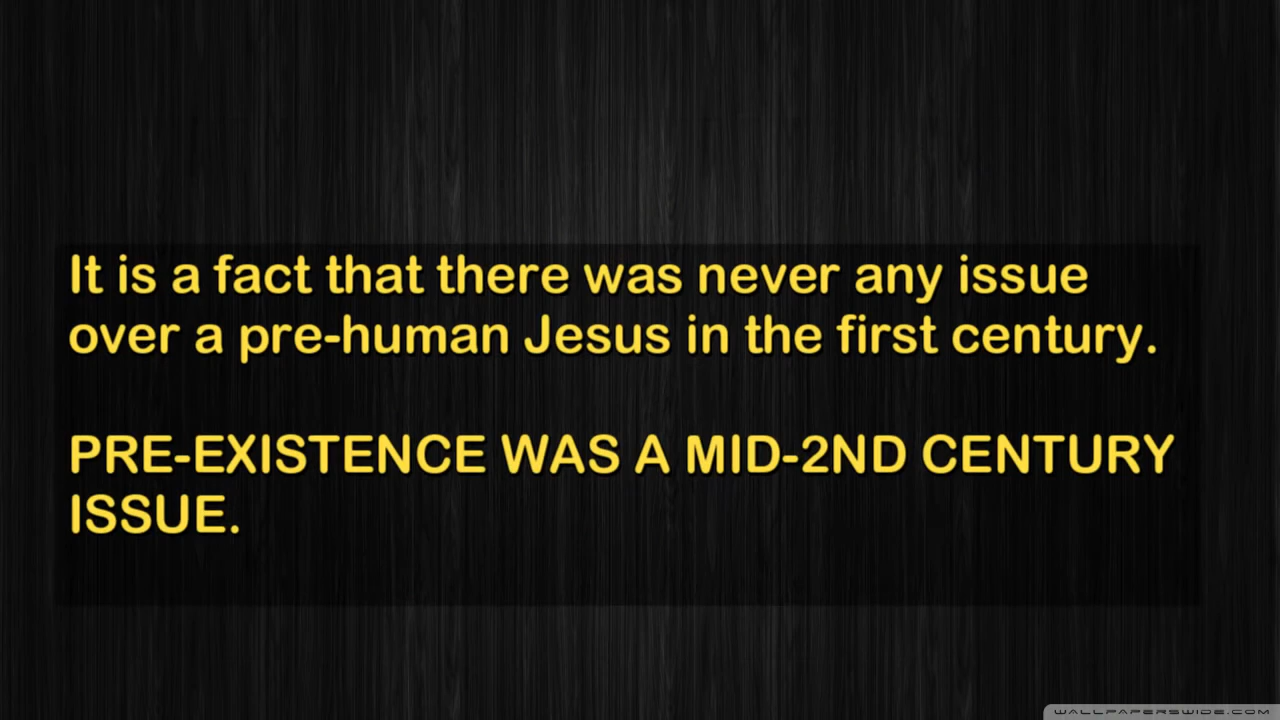 It is a fact that there was never any issue
over a pre-human Jesus in the first century.
PRE-EXISTENCE WAS A MID-2ND CENTURY
ISSUE.
WALLPAPERSWIDE.COM